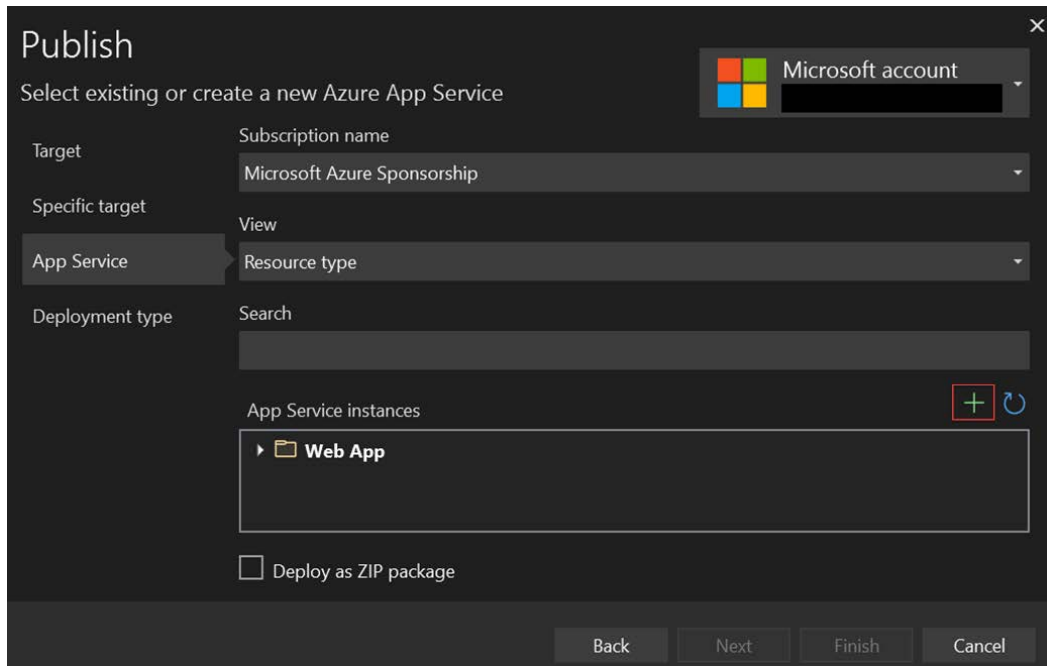 Publish
Select existing or create a new Azure App Service
Microsoft account
Target
Specific target
App Service
Deployment type
Subscription name
Microsoft Azure Sponsorship
View
Resource type
Search
App Service instances
Web App
Deploy as ZIP package
Back
Next
Finish
Cancel